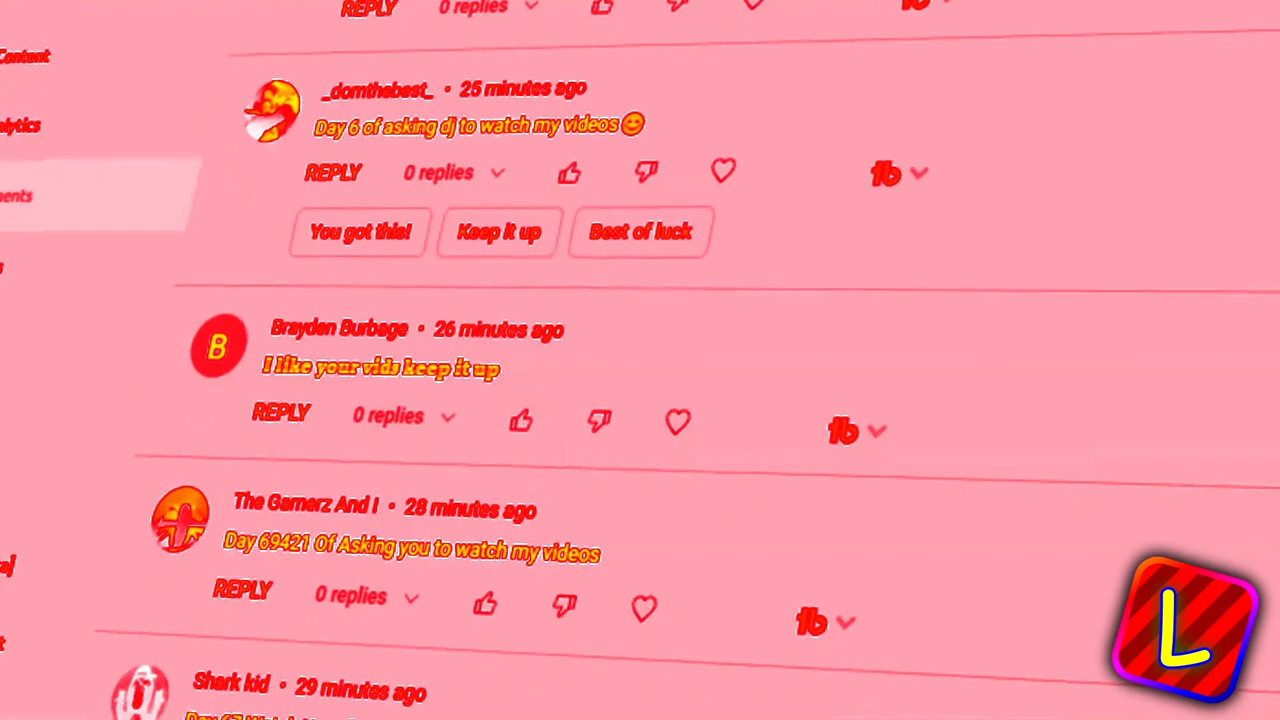 REPLY 0 replies
Content
_domthebest_ • 25 minutes ago
alytics
Day 6 of asking dj to watch my videos😊
REPLY 0 replies
ments
You got this! Keep it up Best of luck
Brayden Burbage • 26 minutes ago
B
I like your vids keep it up
REPLY 0 replies
The Gamerz And I • 28 minutes ago
Day 69421 Of Asking you to watch my videos
REPLY 0 replies
L
Shark kid • 29 minutes ago